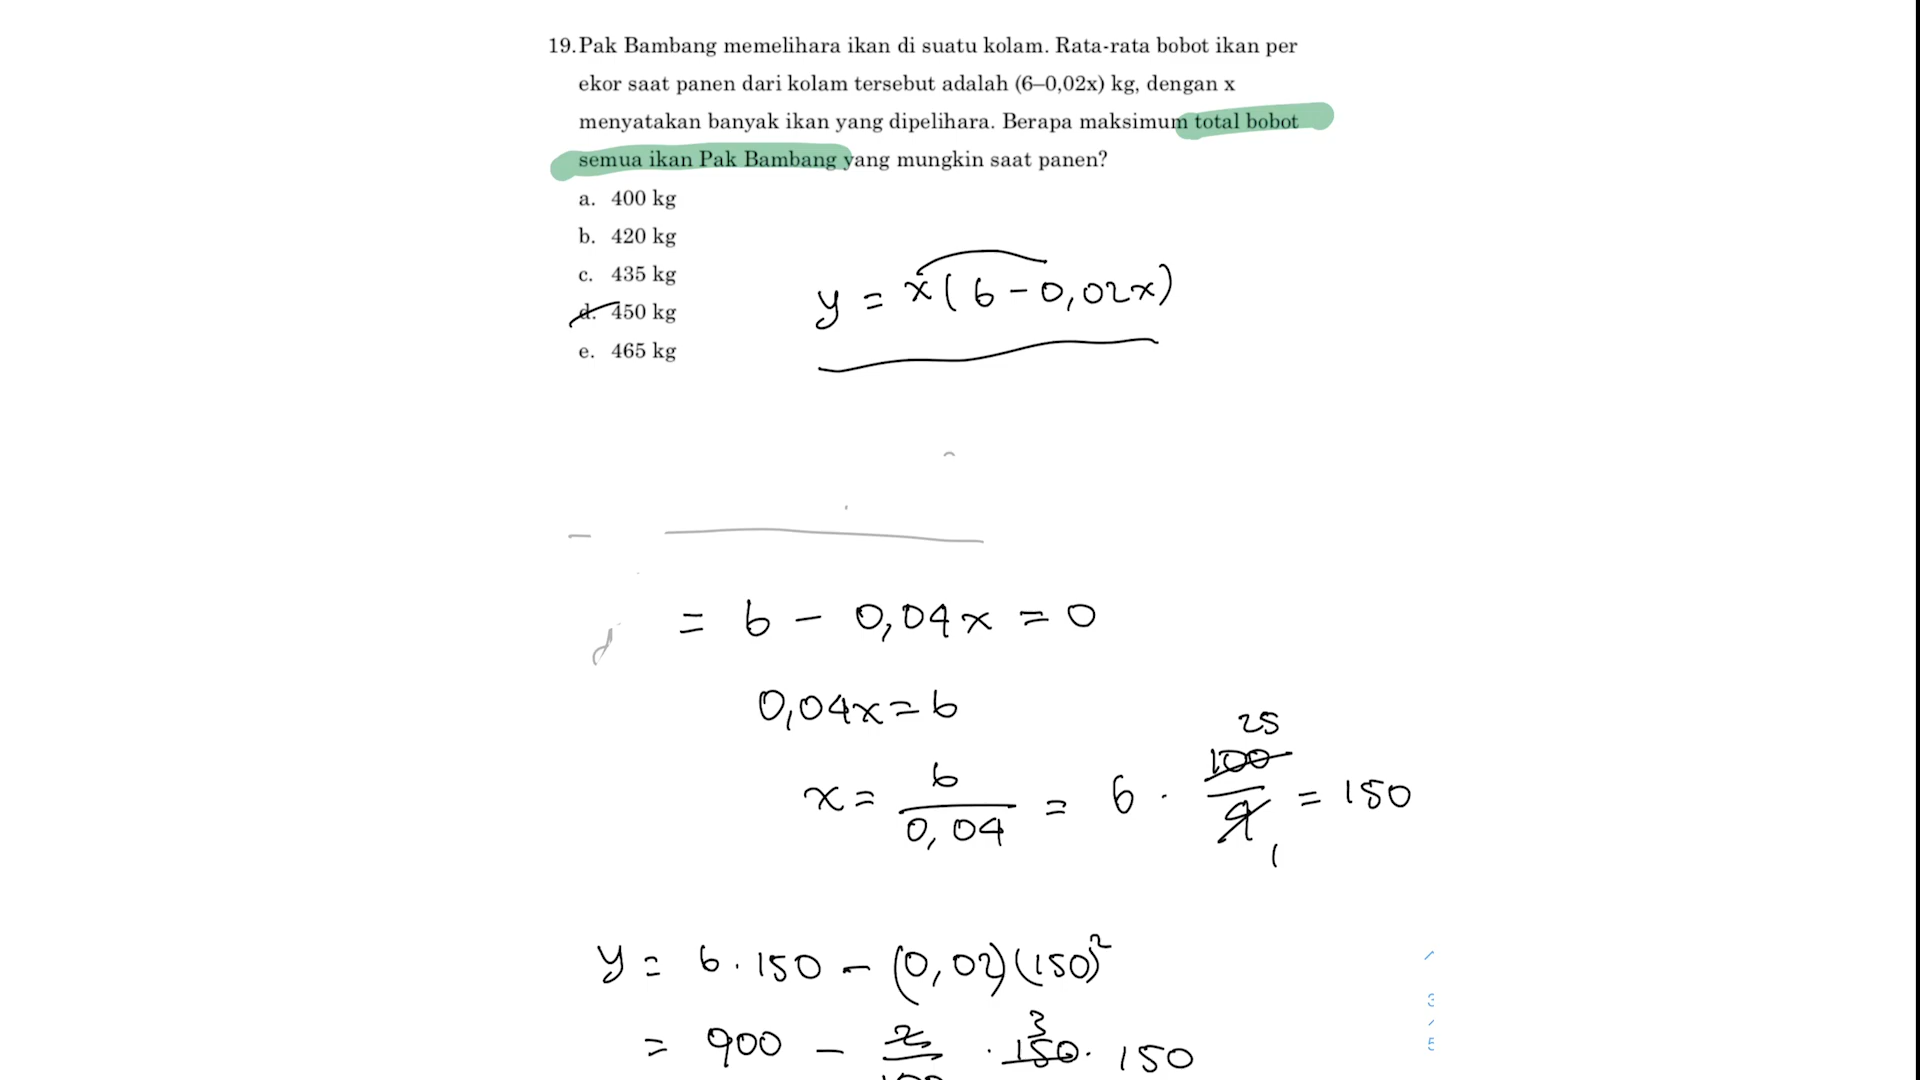 19. Pak Bambang memelihara ikan di suatu kolam. Rata-rata bobot ikan per
ekor saat panen dari kolam tersebut adalah (6–0,02x) kg, dengan x
menyatakan banyak ikan yang dipelihara. Berapa maksimum total bobot
semua ikan Pak Bambang yang mungkin saat panen?
a. 400 kg
b. 420 kg
c. 435 kg
d. 450 kg
e. 465 kg
y = x(6 - 0,02x)
= 6 - 0,04x = 0
0,04x = 6
x = 6/0,04 = 6 · 100/4 = 150
25
1
y = 6 · 150 - (0,02)(150)²
= 900 - 2/100 · 150 · 150
3